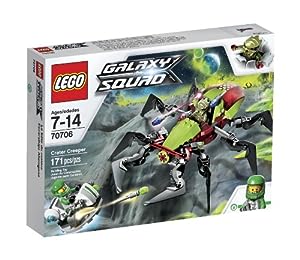 LEGO
GALAXY
SQUAD
Ages/edades
7-14
70706
Crater Creeper
171 pcs/pzs